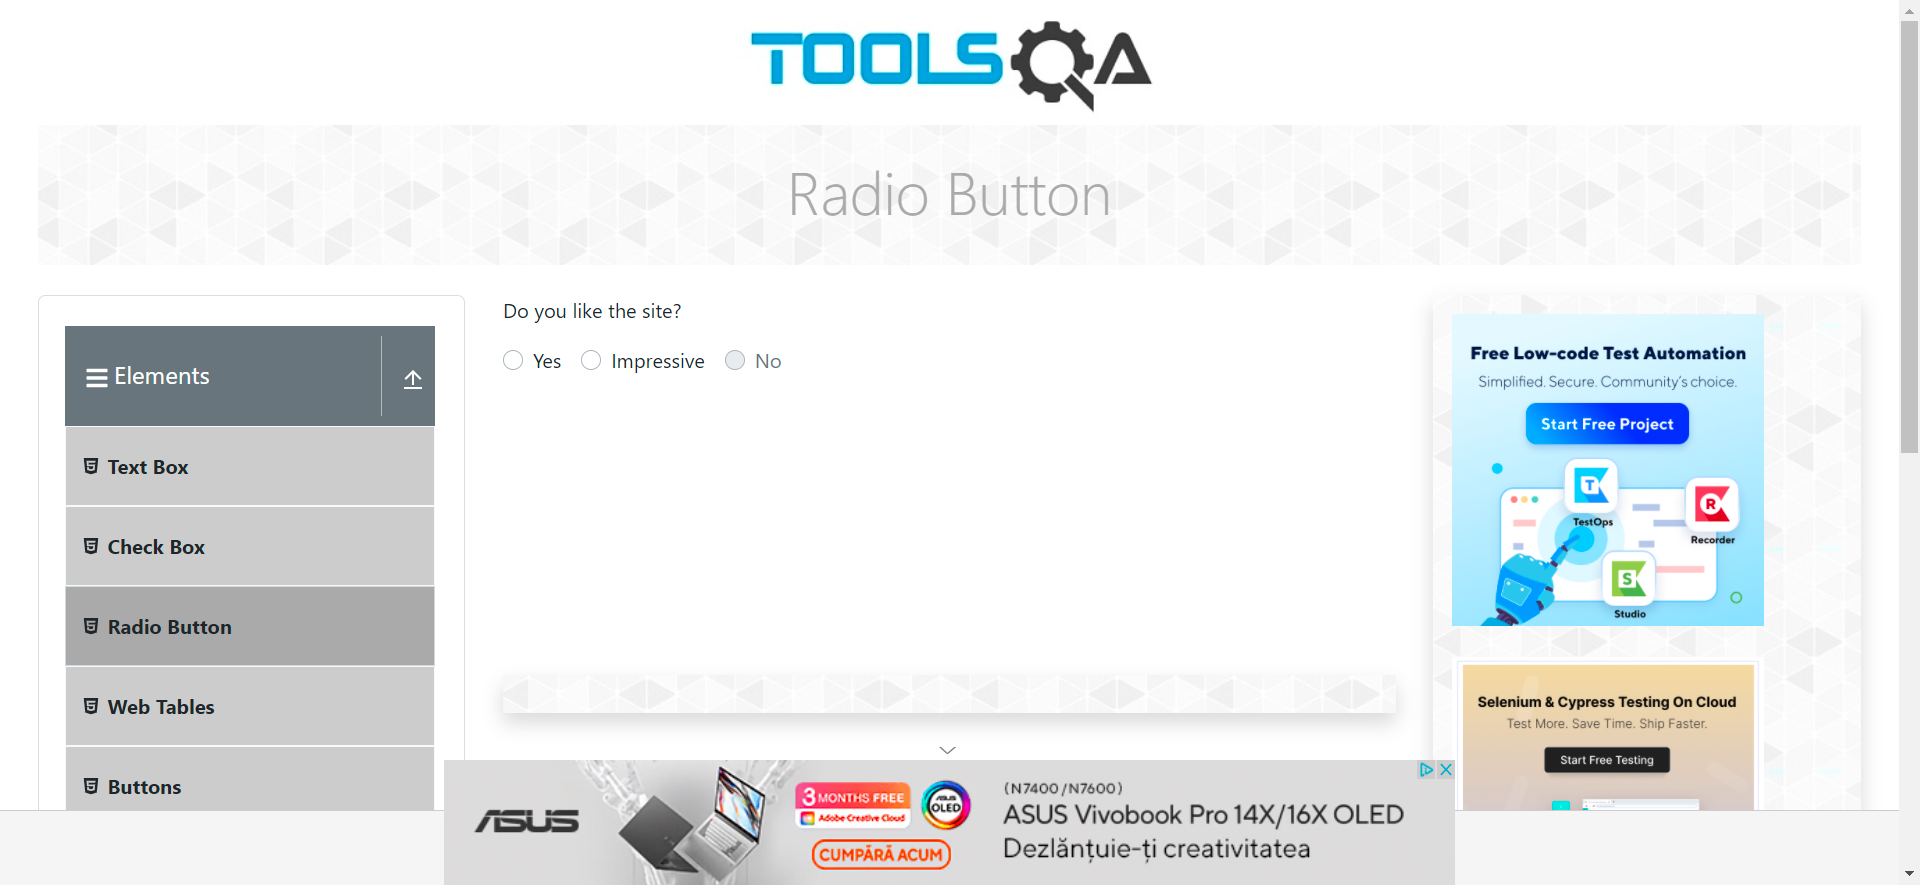 TOOLSQA
Radio Button
Elements
Text Box
Check Box
Radio Button
Web Tables
Buttons
Do you like the site?
Yes
Impressive
No
Free Low-code Test Automation
Simplified. Secure. Community's choice.
Start Free Project
T
TestOps
R
Recorder
S
Studio
Selenium & Cypress Testing On Cloud
Test More. Save Time. Ship Faster.
Start Free Testing
ASUS
3 MONTHS FREE
Adobe Creative Cloud
ASUS
OLED
CUMPĂRĂ ACUM
(N7400/N7600)
ASUS Vivobook Pro 14X/16X OLED
Dezlănțuie-ți creativitatea